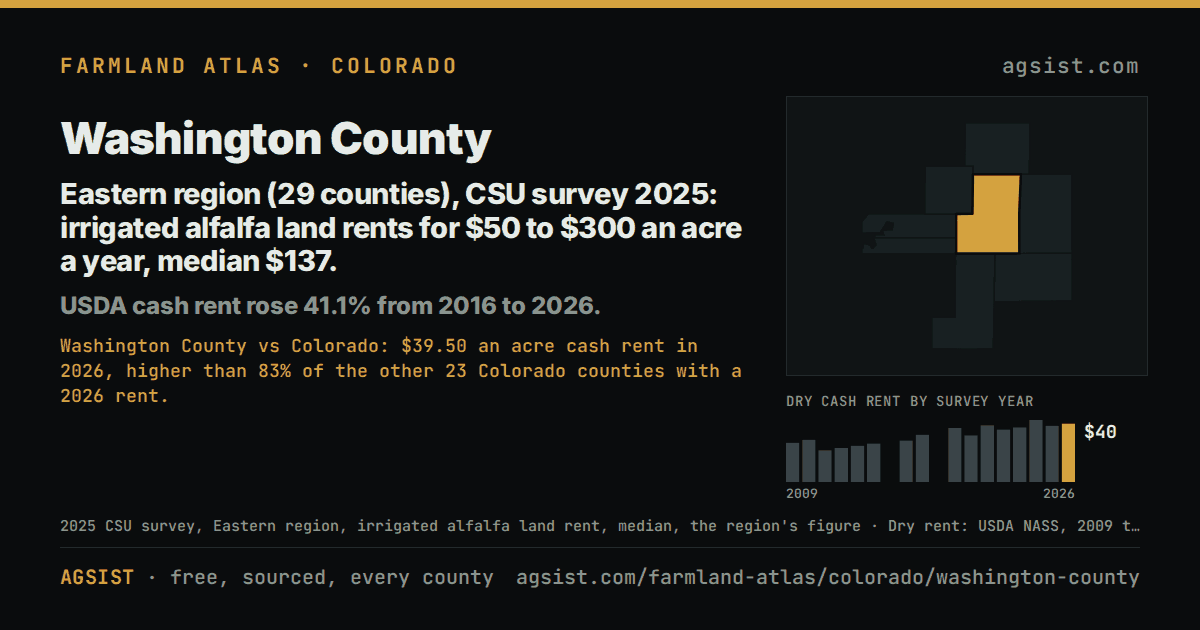 FARMLAND ATLAS · COLORADO
agsist.com
Washington County
Eastern region (29 counties), CSU survey 2025:
irrigated alfalfa land rents for $50 to $300 an acre
a year, median $137.
USDA cash rent rose 41.1% from 2016 to 2026.
Washington County vs Colorado: $39.50 an acre cash rent in
2026, higher than 83% of the other 23 Colorado counties with a
2026 rent.
DRY CASH RENT BY SURVEY YEAR
$40
2009
2026
2025 CSU survey, Eastern region, irrigated alfalfa land rent, median, the region's figure · Dry rent: USDA NASS, 2009 t…
AGSIST · free, sourced, every county
agsist.com/farmland-atlas/colorado/washington-county